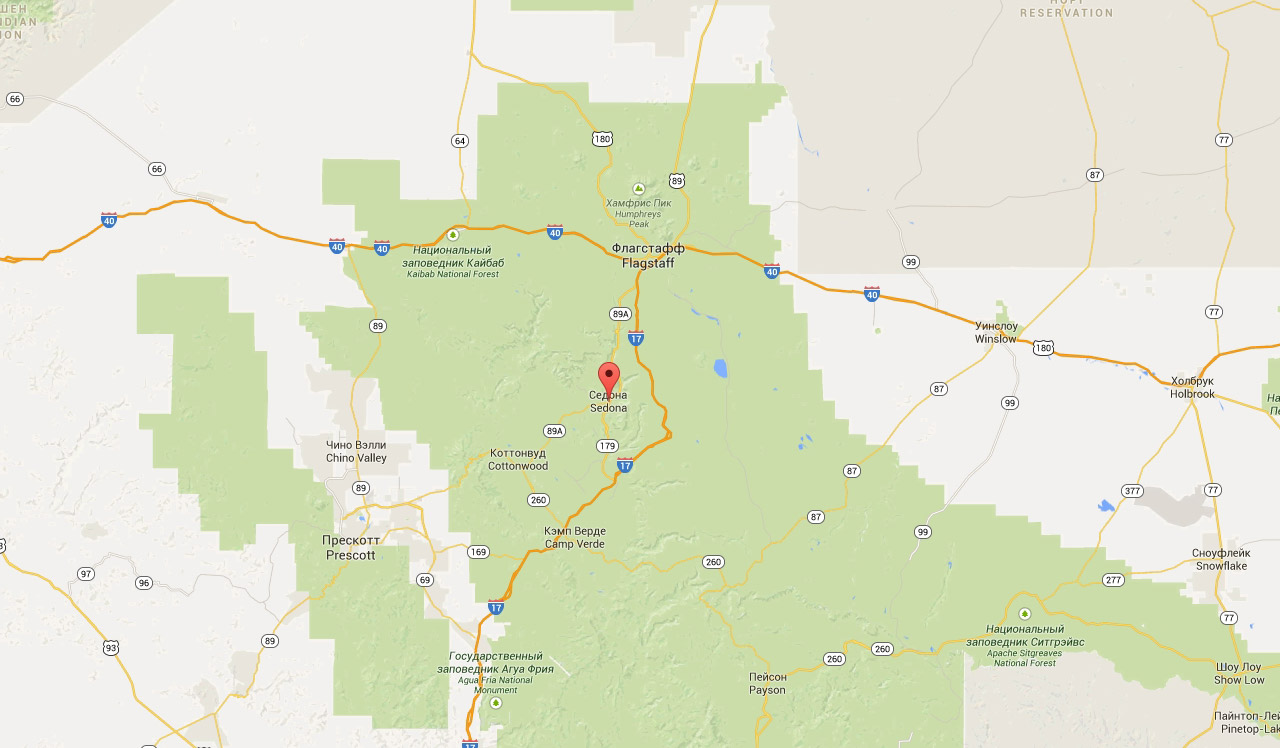 ШЕН
DIAN
ION
HOPI
RESERVATION
66
64
180
77
66
89
87
Хамфрис Пик
Humphreys
Peak
40
40
40
40
Национальный
заповедник Кайбаб
Kaibab National Forest
Флагстафф
Flagstaff
40
99
40
89A
89
17
77
Уинслоу
Winslow
180
Седона
Sedona
87
99
Холбрук
Holbrook
На
Пе
89A
179
Чино Вэлли
Chino Valley
Коттонвуд
Cottonwood
17
87
89
260
377
77
87
99
Прескотт
Prescott
Кэмп Верде
Camp Verde
169
260
Сноуфлейк
Snowflake
97
96
69
277
17
77
93
89
Национальный
заповедник Ситгрэйвс
Apache Sitgreaves
National Forest
260
260
Государственный
заповедник Агуа Фрия
Agua Fria National
Monument
Пейсон
Payson
Шоу Лоу
Show Low
Пайнтоп-Лей
Pinetop-Lak
17